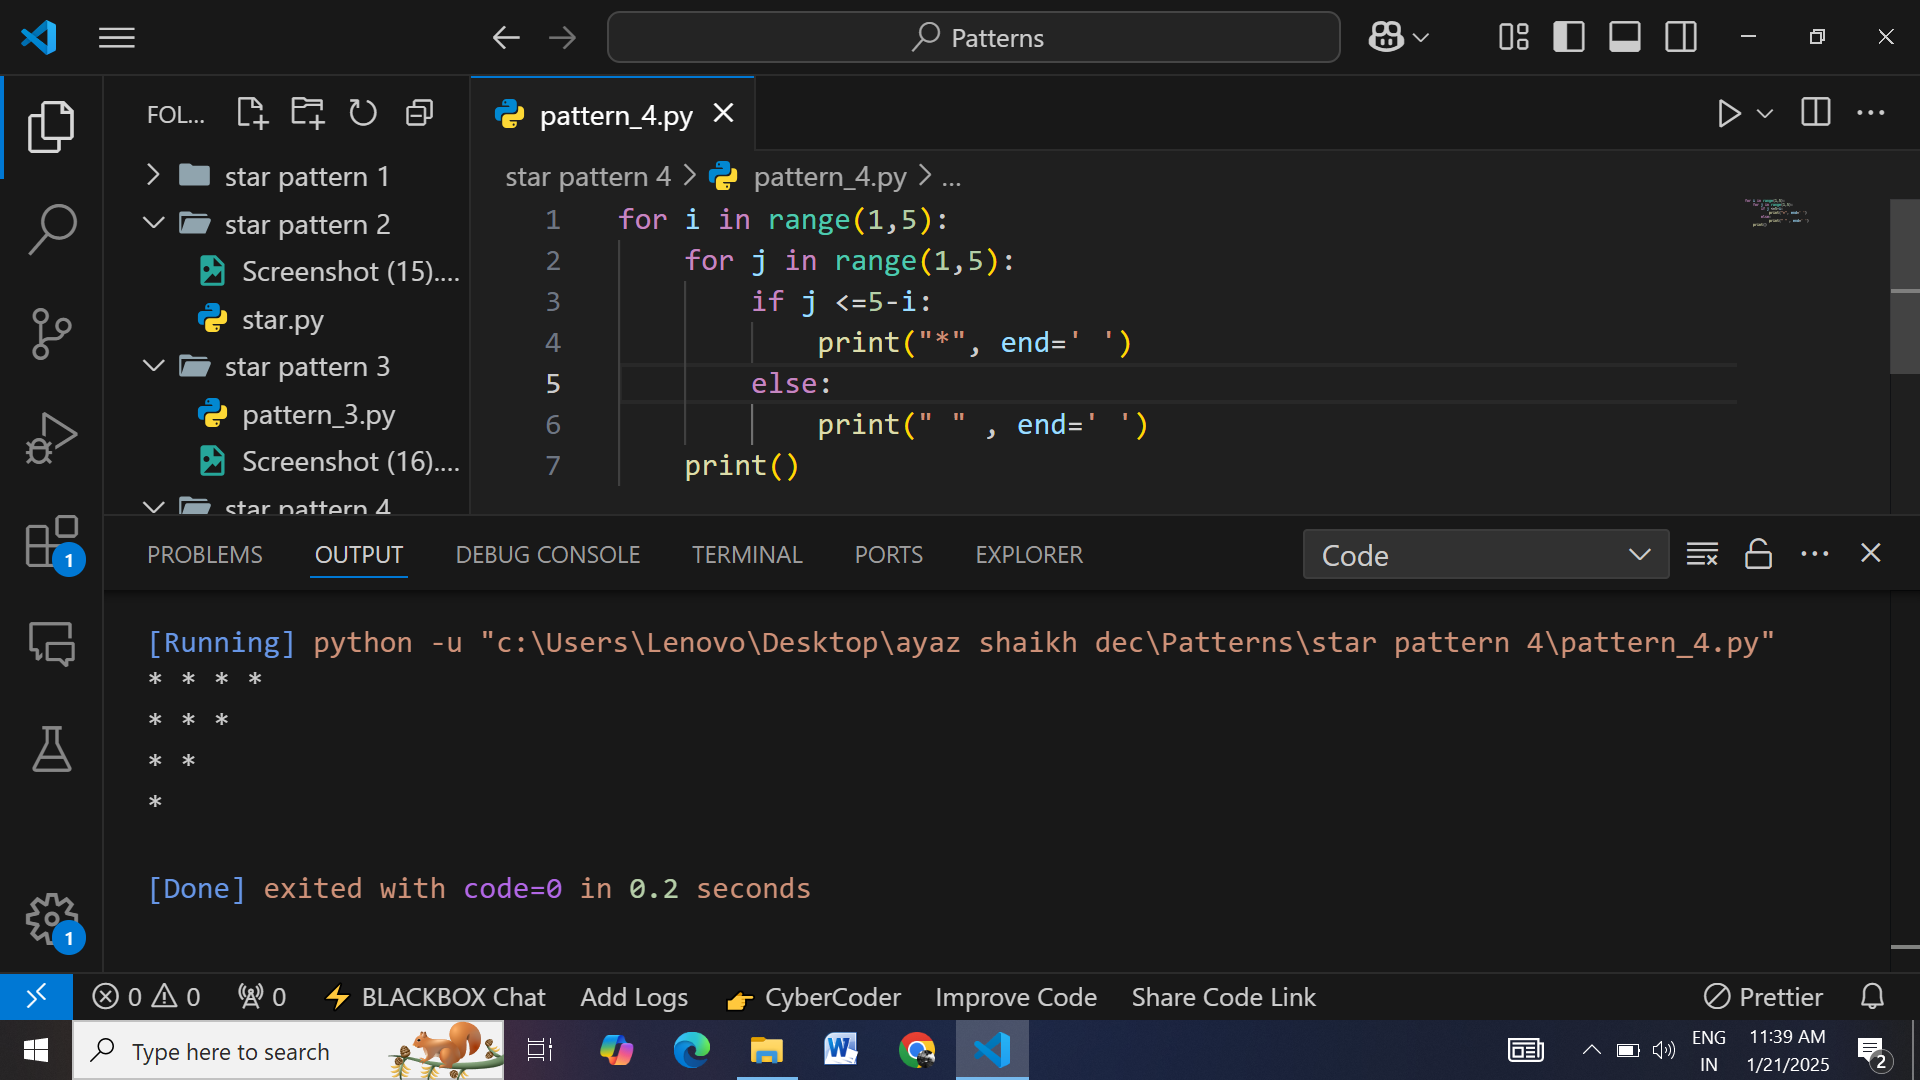 Patterns
FOL...
pattern_4.py
star pattern 1
star pattern 2
Screenshot (15)....
star.py
star pattern 3
pattern_3.py
Screenshot (16)....
star pattern 4
star pattern 4 > pattern_4.py > ...
1 for i in range(1,5):
2     for j in range(1,5):
3         if j <=5-i:
4             print("*", end=' ')
5         else:
6             print(" " , end=' ')
7     print()
1
PROBLEMS OUTPUT DEBUG CONSOLE TERMINAL PORTS EXPLORER Code
[Running] python -u "c:\Users\Lenovo\Desktop\ayaz shaikh dec\Patterns\star pattern 4\pattern_4.py"
* * * *
* * *
* *
*
[Done] exited with code=0 in 0.2 seconds
1
0 0 0 BLACKBOX Chat Add Logs CyberCoder Improve Code Share Code Link Prettier
Type here to search
W
ENG
IN
11:39 AM
1/21/2025
2